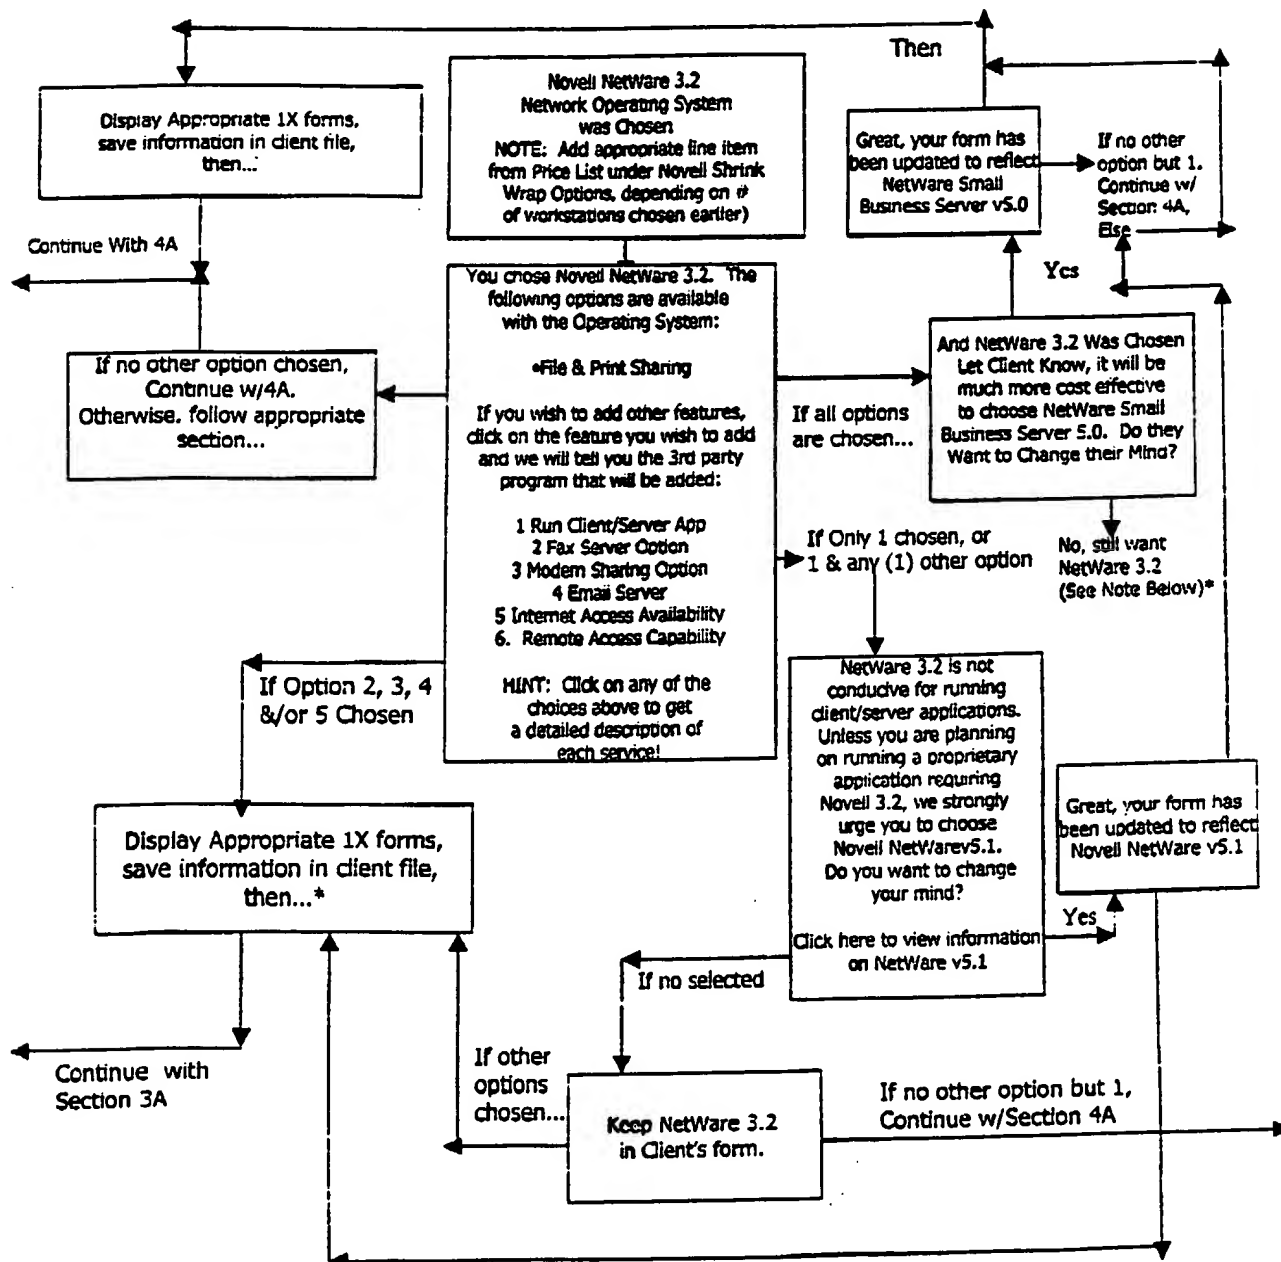 Then
Display Appropriate 1X forms,
save information in client file,
then...
Novell NetWare 3.2
Network Operating System
was Chosen
NOTE: Add appropriate line item
from Price List under Novell Shrink
Wrap Options, depending on #
of workstations chosen earlier)
Great, your form has
been updated to reflect
NetWare Small
Business Server v5.0
If no other
option but 1.
Continue w/
Section 4A,
Else
Continue With 4A
Yes
You chose Novell NetWare 3.2. The
following options are available
with the Operating System:
•File & Print Sharing
If you wish to add other features,
click on the feature you wish to add
and we will tell you the 3rd party
program that will be added:
1 Run Client/Server App
2 Fax Server Option
3 Modem Sharing Option
4 Email Server
5 Internet Access Availability
6. Remote Access Capability
HINT: Click on any of the
choices above to get
a detailed description of
each service!
If no other option chosen,
Continue w/4A.
Otherwise, follow appropriate
section...
If all options
are chosen...
And NetWare 3.2 Was Chosen
Let Client Know, it will be
much more cost effective
to choose NetWare Small
Business Server 5.0. Do they
Want to Change their Mind?
If Only 1 chosen, or
1 & any (1) other option
No, still want
NetWare 3.2
(See Note Below)*
If Option 2, 3, 4
&/or 5 Chosen
NetWare 3.2 is not
conducive for running
client/server applications.
Unless you are planning
on running a proprietary
application requiring
Novell 3.2, we strongly
urge you to choose
Novell NetWarev5.1.
Do you want to change
your mind?
Click here to view information
on NetWare v5.1
Great, your form has
been updated to reflect
Novell NetWare v5.1
Yes
Display Appropriate 1X forms,
save information in client file,
then...*
If no selected
Continue with
Section 3A
If other
options
chosen...
Keep NetWare 3.2
in Client's form.
If no other option but 1,
Continue w/Section 4A